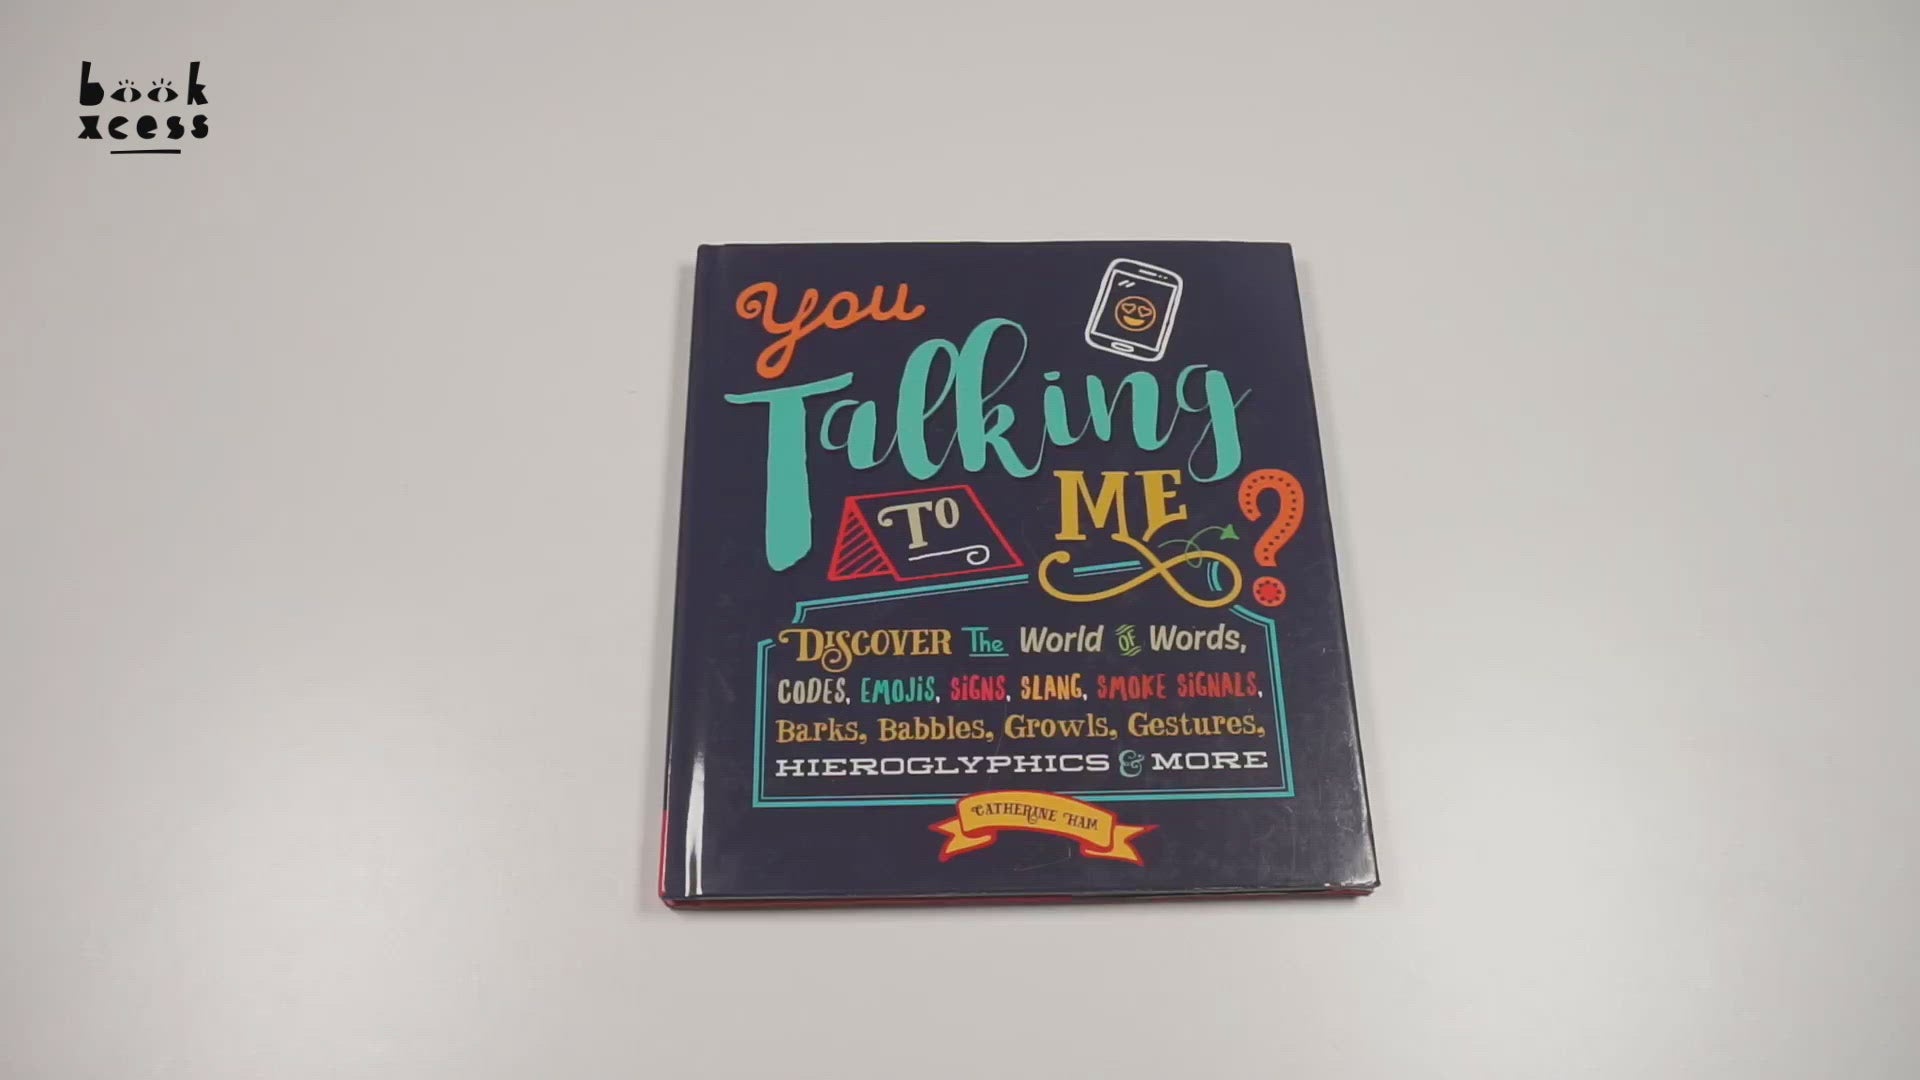 book
xcess
You
Talking
TO ME?
DISCOVER The World OF Words,
CODES, EMOJIS, SIGNS, SLANG, SMOKE SIGNALS,
Barks, Babbles, Growls, Gestures,
HIEROGLYPHICS & MORE
CATHERINE HAM